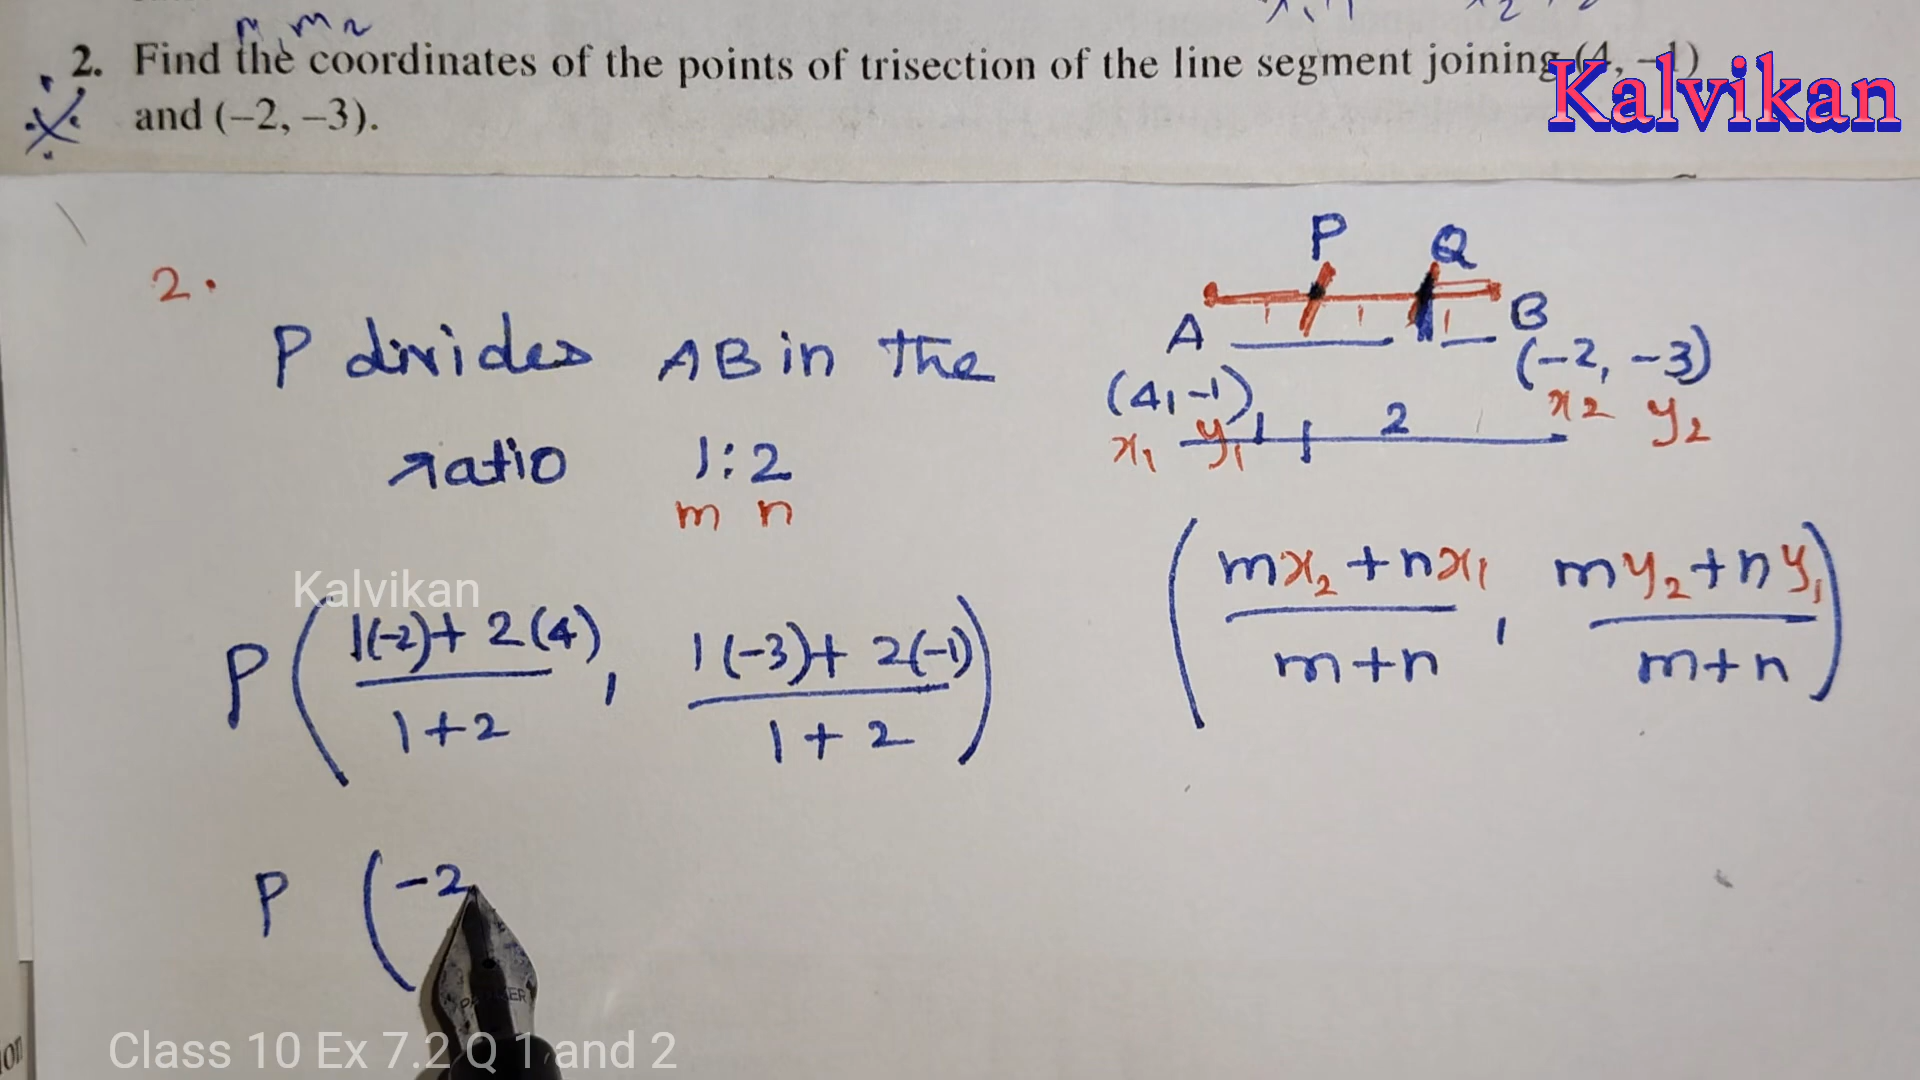 2. Find the coordinates of the points of trisection of the line segment joining (4, –1)
and (–2, –3).
Kalvikan
2.
P Q
A B
P divides AB in the
(4, -1) (-2, -3)
x1 y1 x2 y2
1 2
ratio 1:2
m n
(mx2 + nx1 / m+n , my2 + ny1 / m+n)
Kalvikan
P (1(-2)+ 2(4) / 1+2 , 1(-3)+ 2(-1) / 1+2)
P (-2
PARKER
Class 10 Ex 7.2 Q 1 and 2